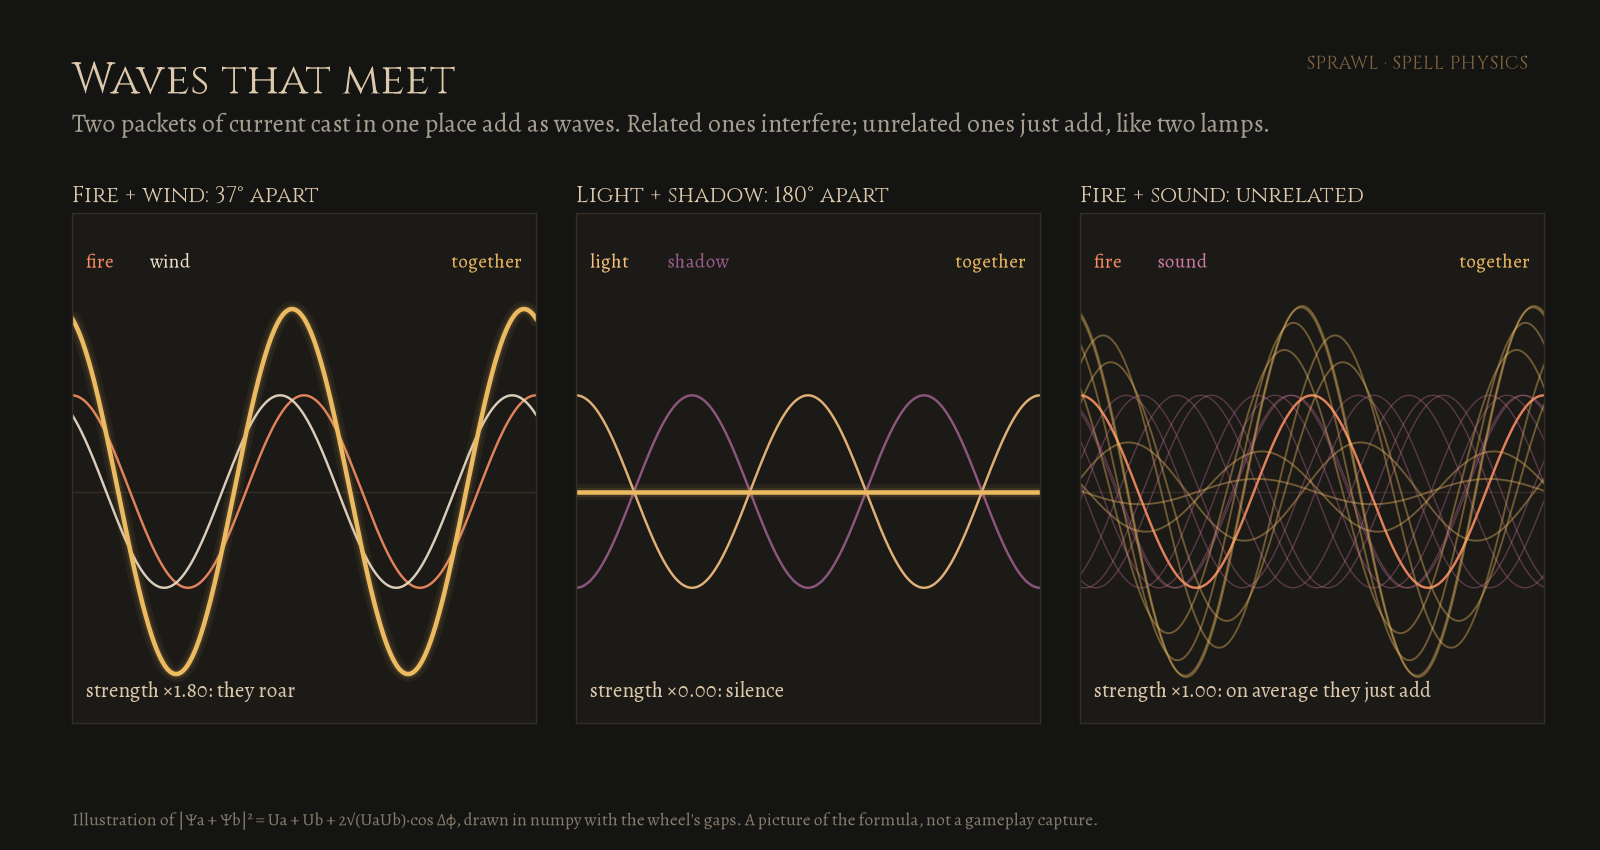 Waves that meet
SPRAWL · SPELL PHYSICS
Two packets of current cast in one place add as waves. Related ones interfere; unrelated ones just add, like two lamps.
Fire + wind: 37° apart
fire wind together
strength ×1.80: they roar
Light + shadow: 180° apart
light shadow together
strength ×0.00: silence
Fire + sound: unrelated
fire sound together
strength ×1.00: on average they just add
Illustration of |Ψa + Ψb|² = Ua + Ub + 2√(UaUb)·cos Δϕ, drawn in numpy with the wheel's gaps. A picture of the formula, not a gameplay capture.